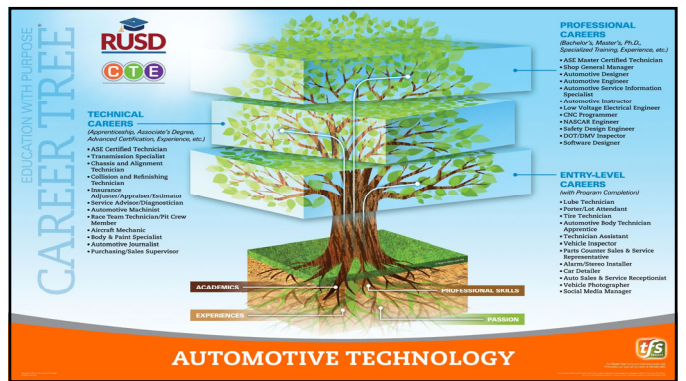 EDUCATION WITH PURPOSE
CAREER TREE
RUSD
CTE
TECHNICAL
CAREERS
(Apprenticeship, Associate's Degree,
Advanced Certification, Experience, etc.)
• ASE Certified Technician
• Transmission Specialist
• Chassis and Alignment
Technician
• Collision and Refinishing
Technician
• Insurance
Adjuster/Appraiser/Estimator
• Service Advisor/Diagnostician
• Automotive Machinist
• Race Team Technician/Pit Crew
Member
• Aircraft Mechanic
• Body & Paint Specialist
• Automotive Journalist
• Purchasing/Sales Supervisor
PROFESSIONAL
CAREERS
(Bachelor's, Master's, Ph.D.,
Specialized Training, Experience, etc.)
• ASE Master Certified Technician
• Shop General Manager
• Automotive Designer
• Automotive Engineer
• Automotive Service Information
Specialist
• Automotive Instructor
• Low Voltage Electrical Engineer
• CNC Programmer
• NASCAR Engineer
• Safety Design Engineer
• DOT/DMV Inspector
• Software Designer
ENTRY-LEVEL
CAREERS
(with Program Completion)
• Lube Technician
• Porter/Lot Attendant
• Tire Technician
• Automotive Body Technician
Apprentice
• Technician Assistant
• Vehicle Inspector
• Parts Counter Sales & Service
Representative
• Alarm/Stereo Installer
• Car Detailer
• Auto Sales & Service Receptionist
• Vehicle Photographer
• Social Media Manager
ACADEMICS
PROFESSIONAL SKILLS
EXPERIENCES
PASSION
AUTOMOTIVE TECHNOLOGY
tfs